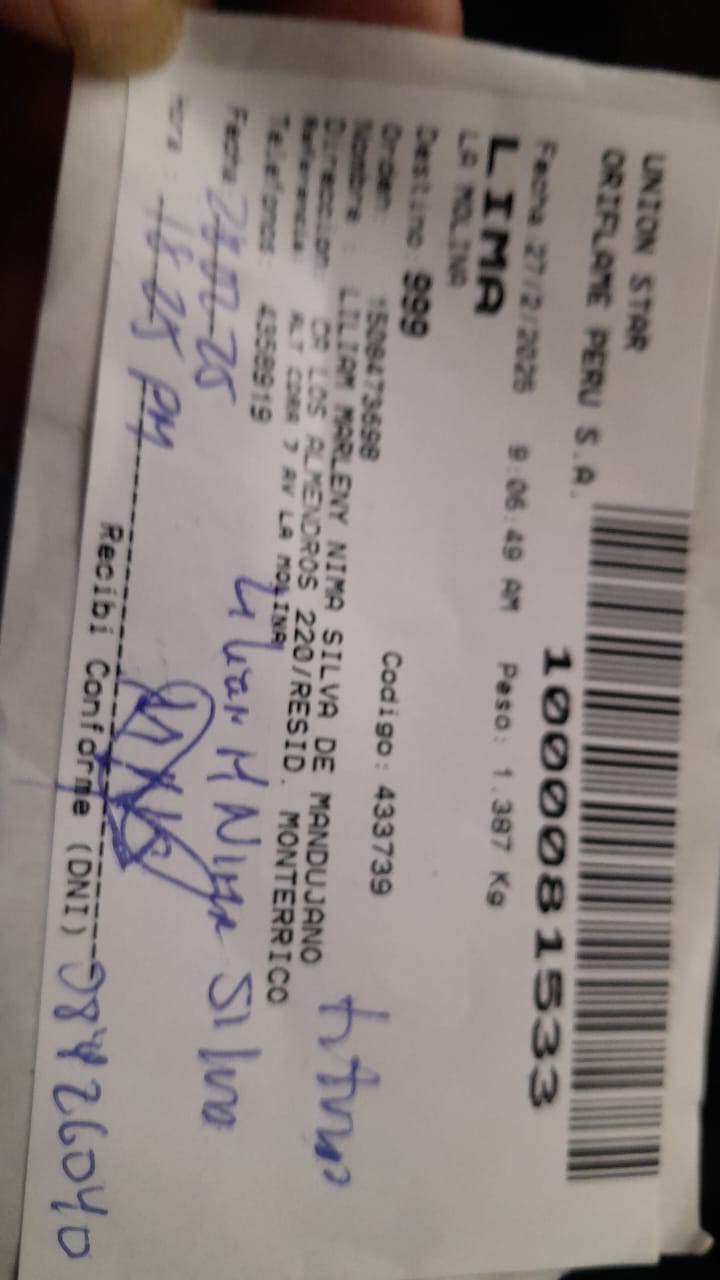 UNION STAR
ORIFLAME PERU S.A.
1000081533
Fecha:27/2/2025 9:06:49 AM Peso: 1.387 Kg
LIMA
LA MOLINA
Destino: 999
Orden: 1508473698 Codigo: 433739
Nombre : LILIAM MARLENY NIMA SILVA DE MANDUJANO
Direccion: CA LOS ALMENDROS 220/RESID. MONTERRICO
Referencia: ALT CDRA 7 AV LA MOLINA
Telefonos: 4358919
titular
Fecha: 27-02-25 M Nima Silva
Hora : 18:25 PM
Recibi Conforme (DNI) 08426040